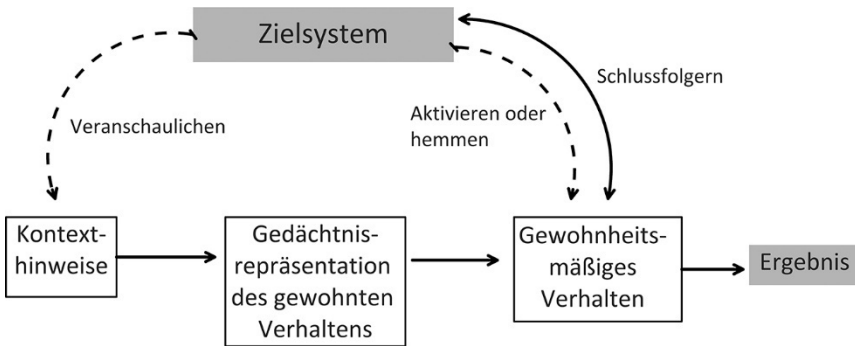 Zielsystem
Schlussfolgern
Veranschaulichen
Aktivieren oder
hemmen
Kontext-
hinweise
Gedächtnis-
repräsentation
des gewohnten
Verhaltens
Gewohnheits-
mäßiges
Verhalten
Ergebnis